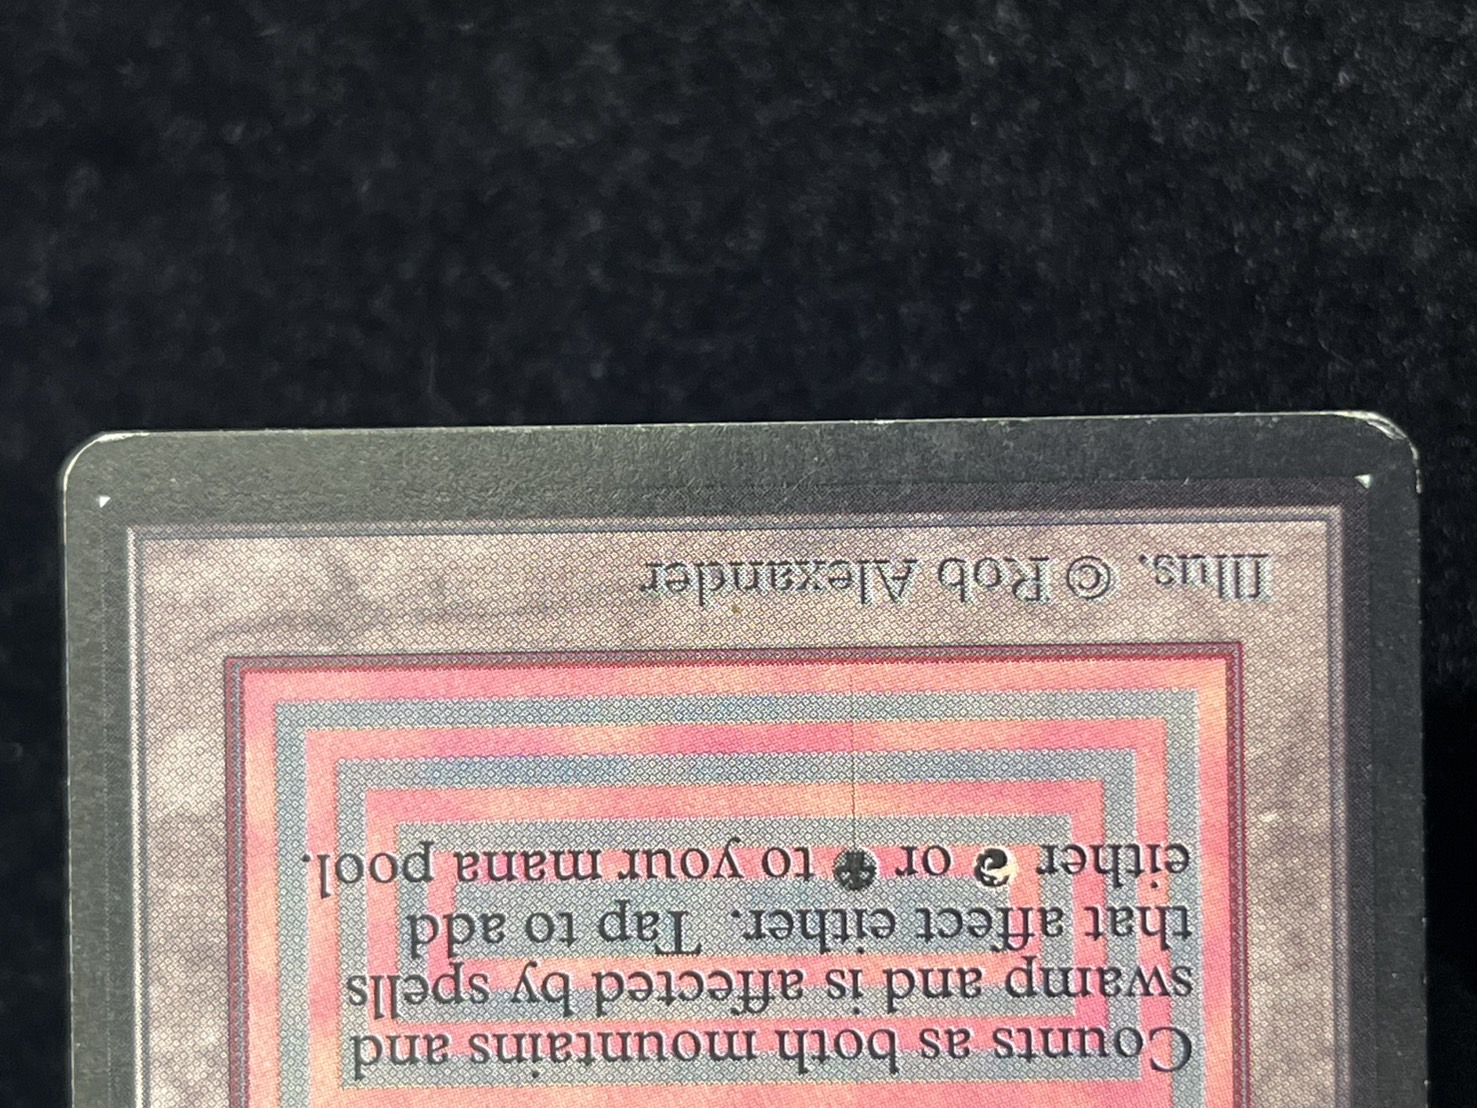 Counts as both mountains and
swamp and is affected by spells
that affect either. Tap to add
either or to your mana pool.
Illus. © Rob Alexander